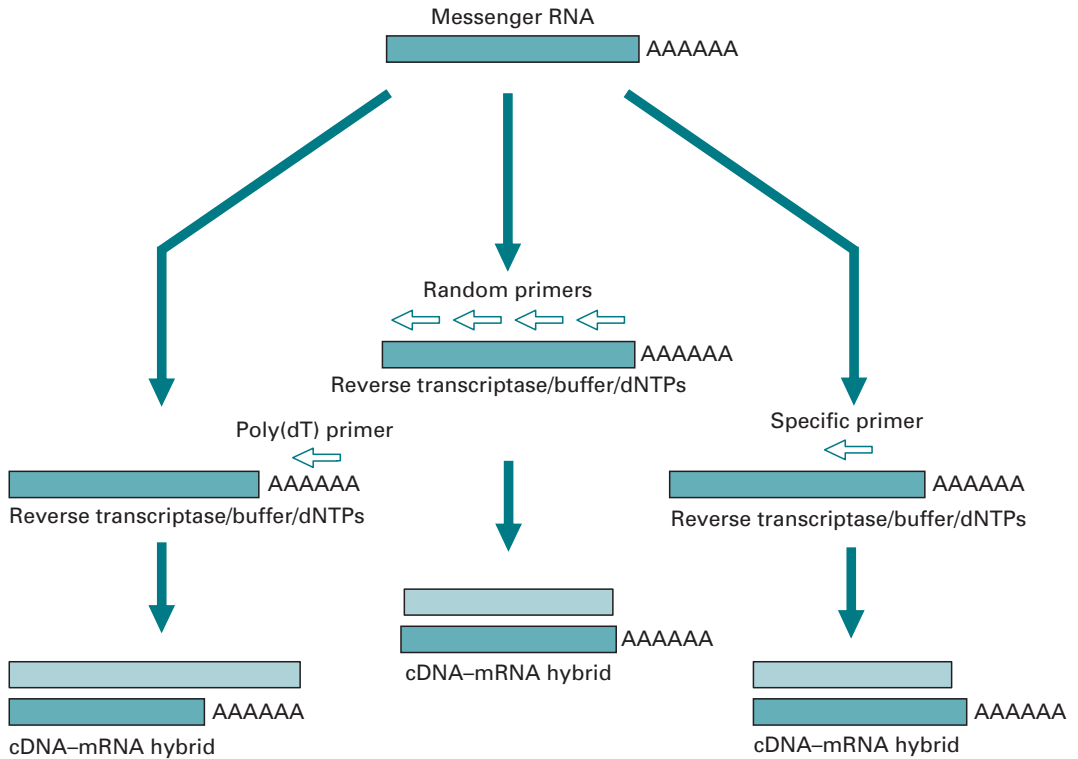 Messenger RNA
AAAAAA
Random primers
AAAAAA
Reverse transcriptase/buffer/dNTPs
Poly(dT) primer
AAAAAA
Reverse transcriptase/buffer/dNTPs
Specific primer
AAAAAA
Reverse transcriptase/buffer/dNTPs
AAAAAA
cDNA–mRNA hybrid
AAAAAA
cDNA–mRNA hybrid
AAAAAA
cDNA–mRNA hybrid